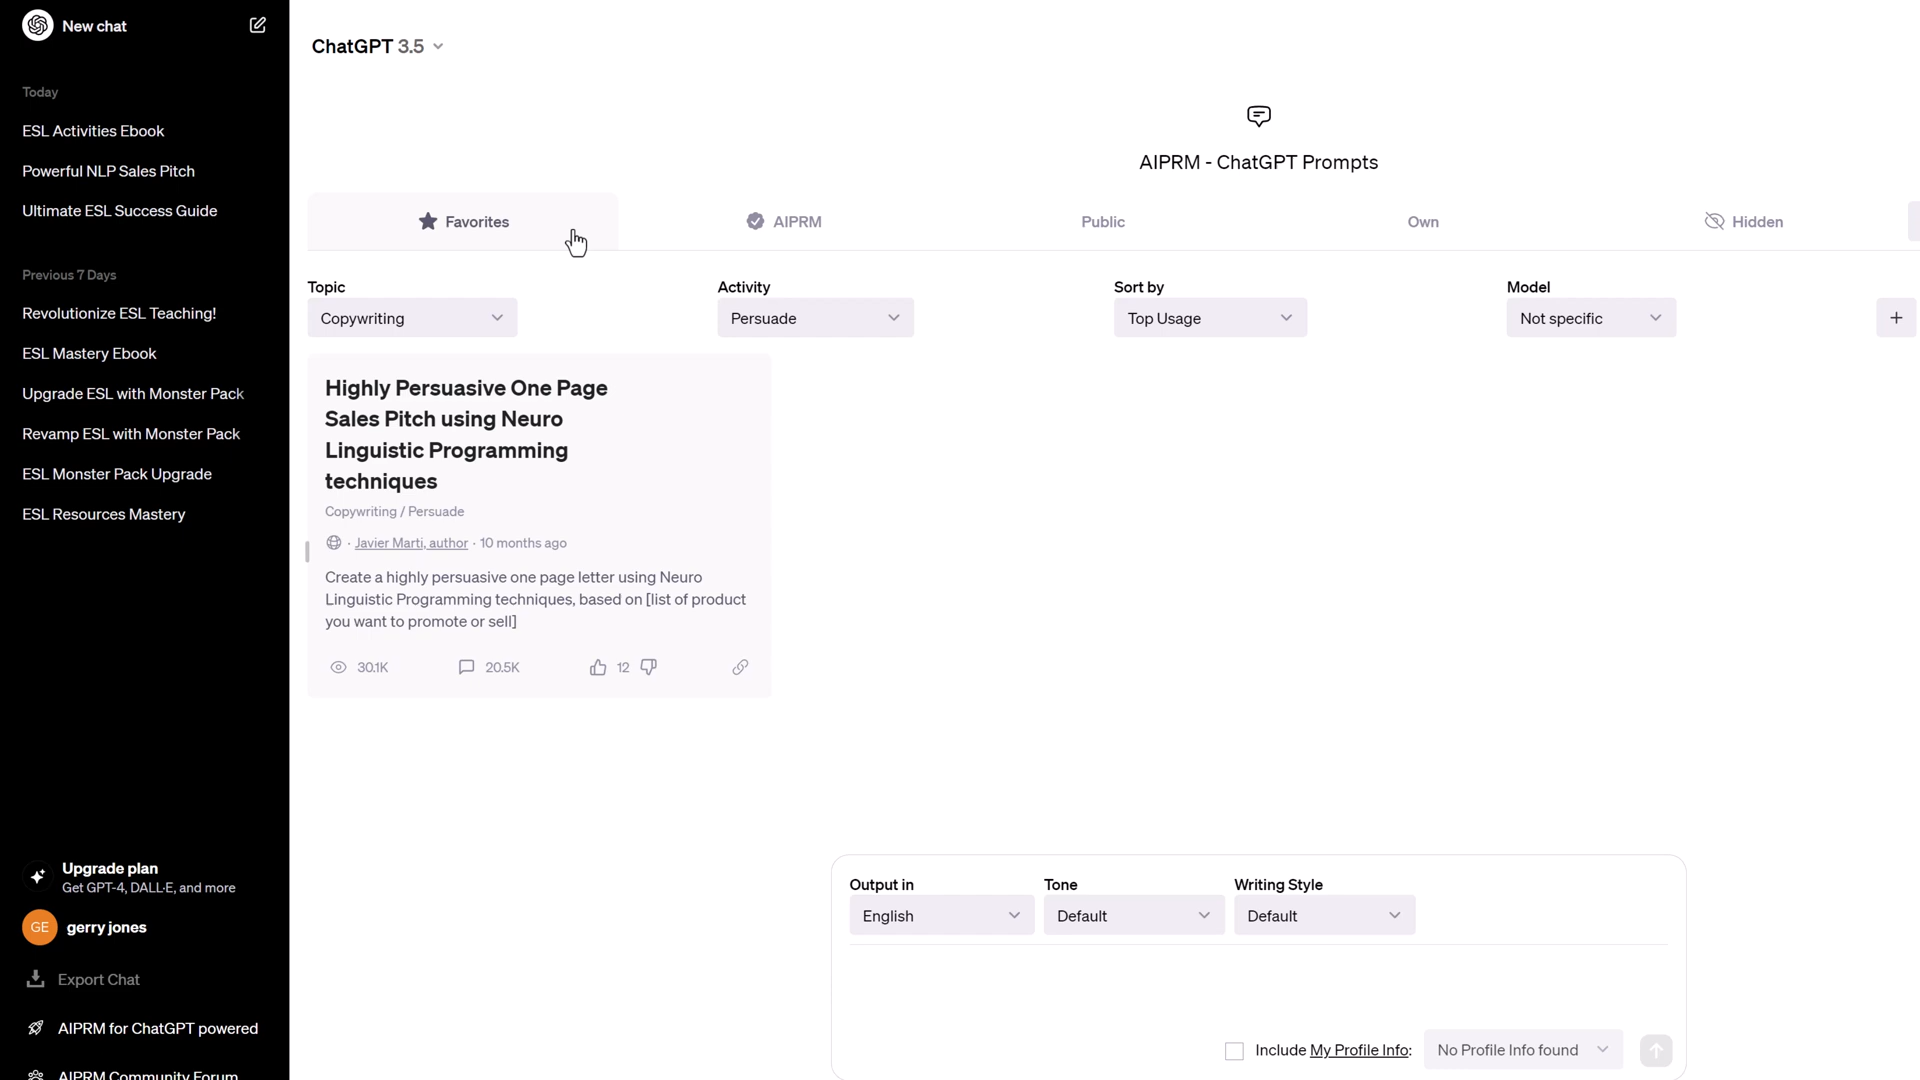 New chat
Today
ESL Activities Ebook
Powerful NLP Sales Pitch
Ultimate ESL Success Guide
Previous 7 Days
Revolutionize ESL Teaching!
ESL Mastery Ebook
Upgrade ESL with Monster Pack
Revamp ESL with Monster Pack
ESL Monster Pack Upgrade
ESL Resources Mastery
Upgrade plan
Get GPT-4, DALL·E, and more
GE gerry jones
Export Chat
AIPRM for ChatGPT powered
AIPRM Community Forum
ChatGPT 3.5
AIPRM - ChatGPT Prompts
Favorites AIPRM Public Own Hidden
Topic Activity Sort by Model
Copywriting Persuade Top Usage Not specific +
Highly Persuasive One Page
Sales Pitch using Neuro
Linguistic Programming
techniques
Copywriting / Persuade
· Javier Marti, author · 10 months ago
Create a highly persuasive one page letter using Neuro
Linguistic Programming techniques, based on [list of product
you want to promote or sell]
30.1K 20.5K 12
Output in Tone Writing Style
English Default Default
Include My Profile Info: No Profile Info found